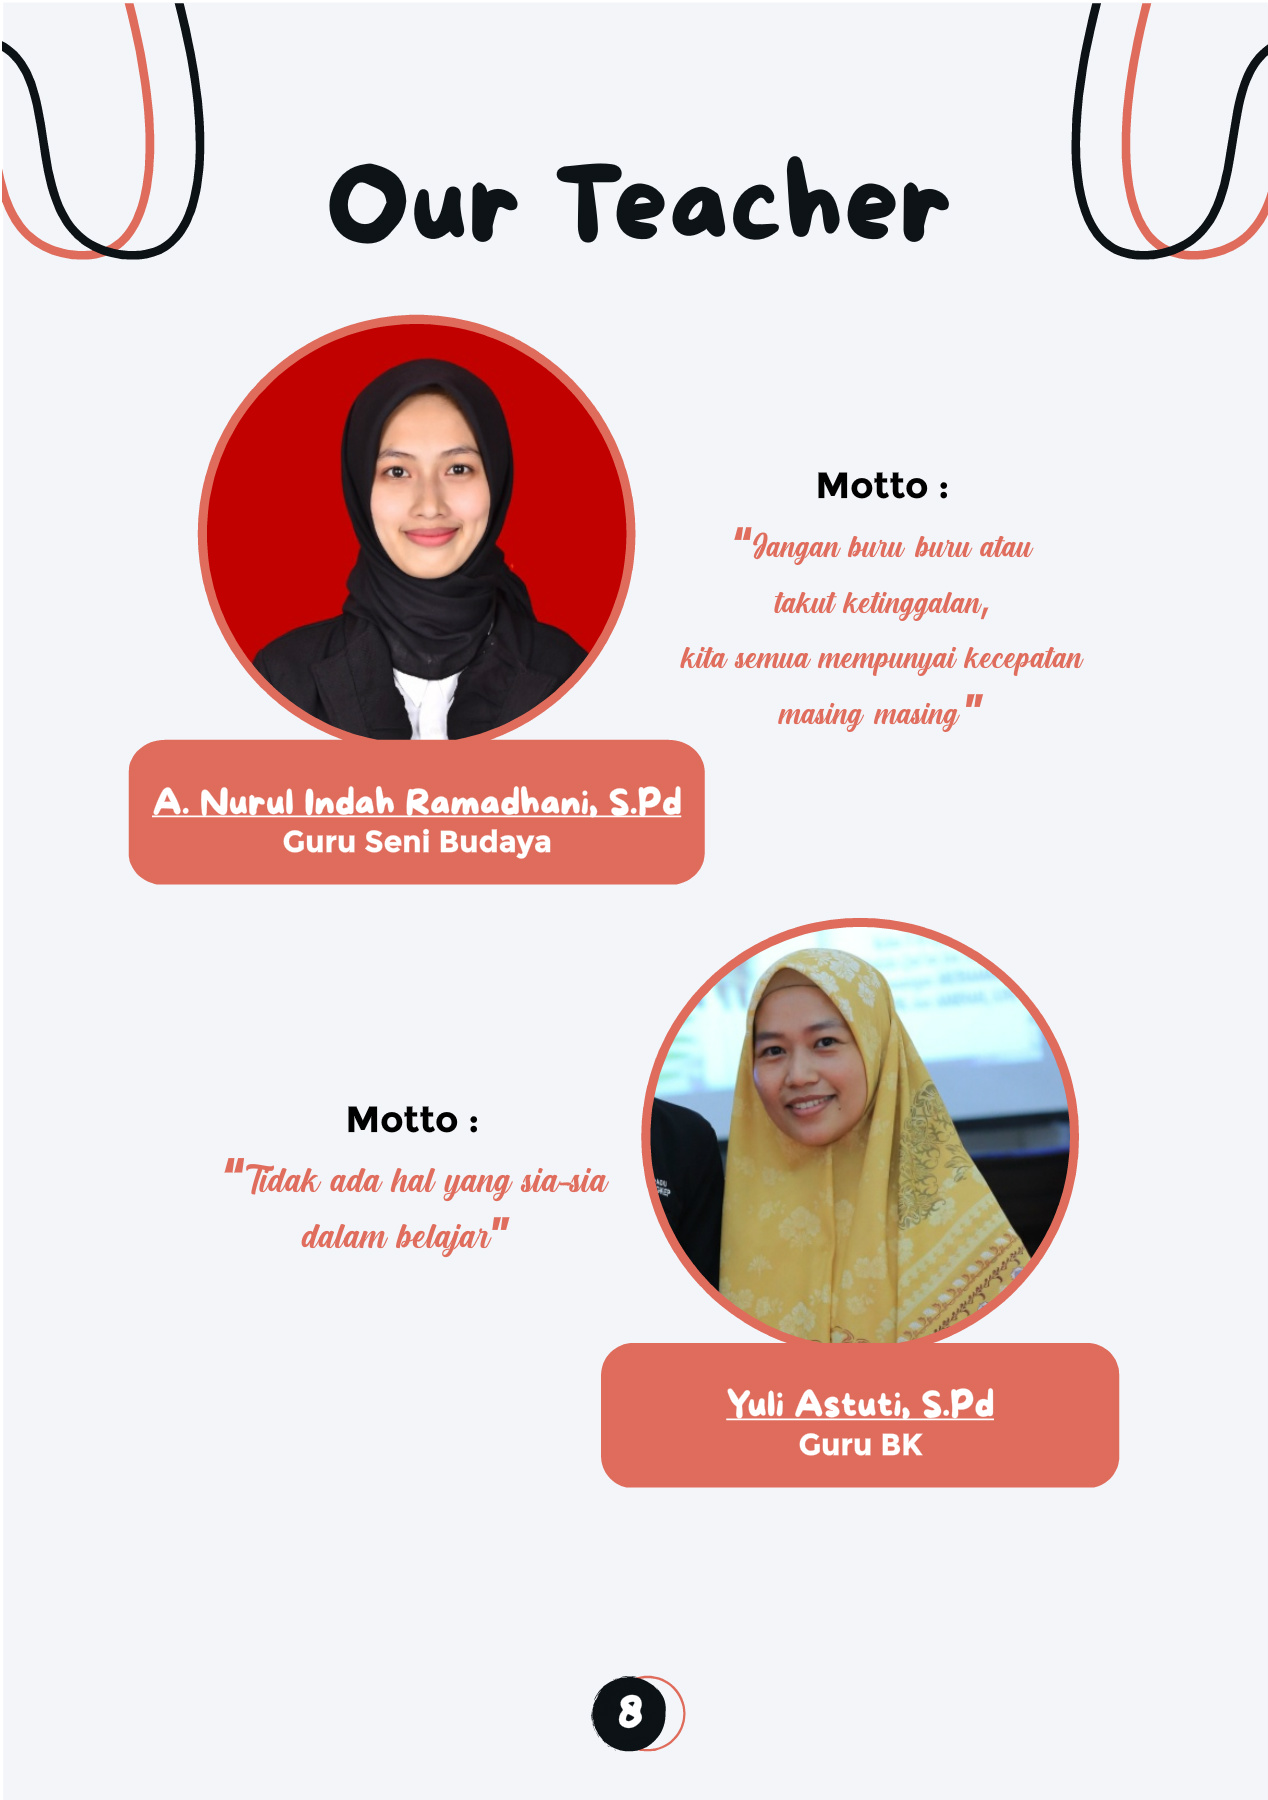 Our Teacher
Motto :
"Jangan buru buru atau
takut ketinggalan,
kita semua mempunyai kecepatan
masing masing"
A. Nurul Indah Ramadhani, S.Pd
Guru Seni Budaya
Motto :
"Tidak ada hal yang sia-sia
dalam belajar"
Yuli Astuti, S.Pd
Guru BK
8